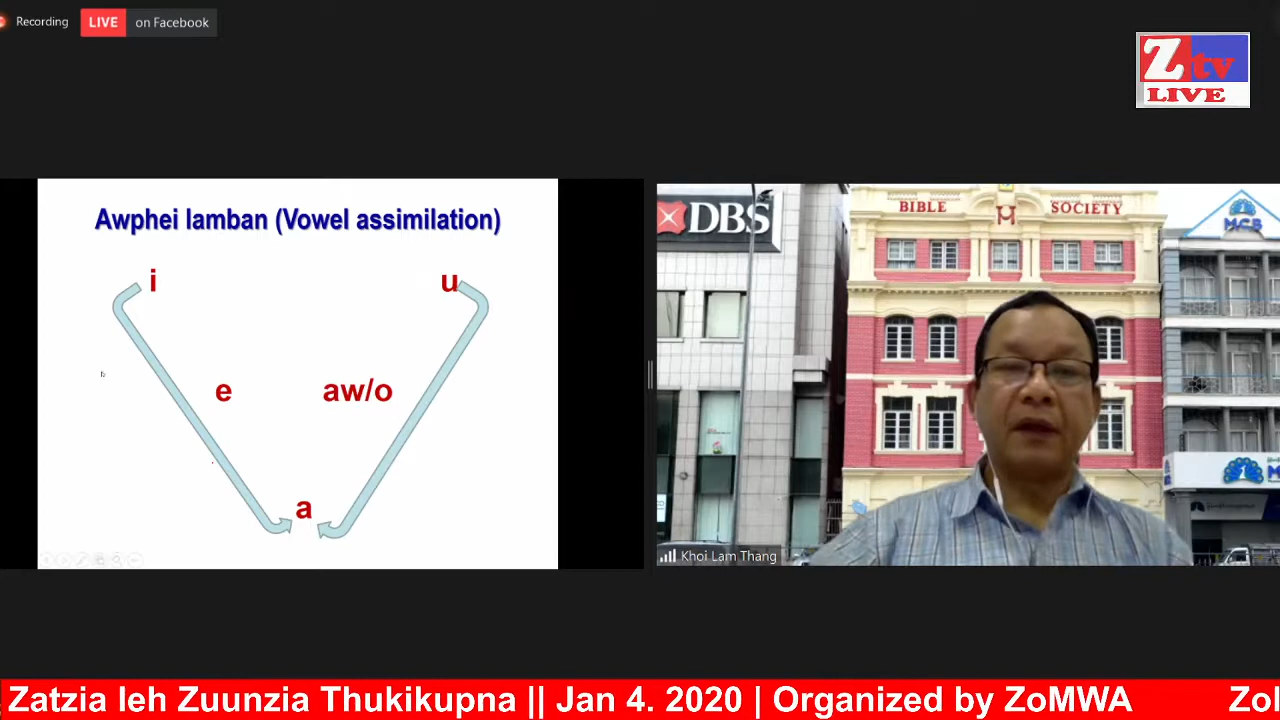 Recording LIVE on Facebook
Z tv
LIVE
Awphei lamban (Vowel assimilation)
i u
e aw/o
a
DBS
BIBLE SOCIETY
MCB
Khoi Lam Thang
Zatzia leh Zuunzia Thukikupna || Jan 4. 2020 | Organized by ZoMWA